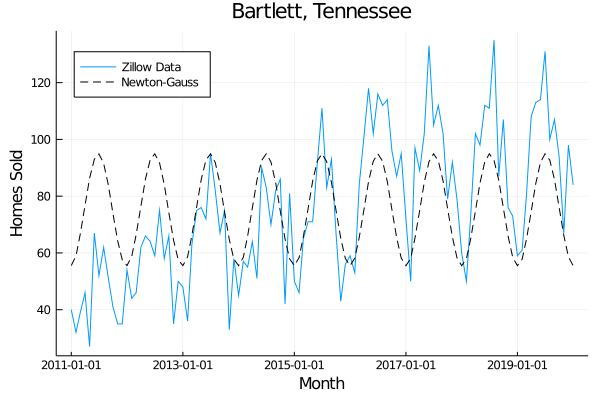 Bartlett, Tennessee
Zillow Data
Newton-Gauss
Homes Sold
120
100
80
60
40
2011-01-01 2013-01-01 2015-01-01 2017-01-01 2019-01-01
Month